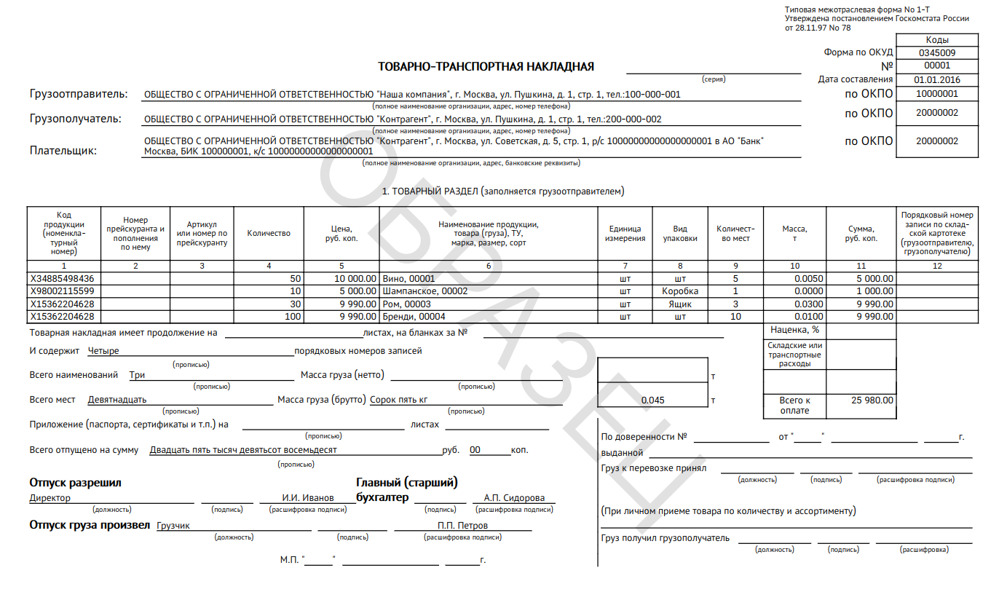 Типовая межотраслевая форма No 1-Т
Утверждена постановлением Госкомстата России
от 28.11.97 No 78
Коды
Форма по ОКУД 0345009
ТОВАРНО-ТРАНСПОРТНАЯ НАКЛАДНАЯ № 00001
(серия)
Дата составления 01.01.2016
Грузоотправитель: ОБЩЕСТВО С ОГРАНИЧЕННОЙ ОТВЕТСТВЕННОСТЬЮ "Наша компания", г. Москва, ул. Пушкина, д. 1, стр. 1, тел.:100-000-001 по ОКПО 10000001
(полное наименование организации, адрес, номер телефона)
Грузополучатель: ОБЩЕСТВО С ОГРАНИЧЕННОЙ ОТВЕТСТВЕННОСТЬЮ "Контрагент", г. Москва, ул. Пушкина, д. 1, стр. 1, тел.:200-000-002 по ОКПО 20000002
(полное наименование организации, адрес, номер телефона)
Плательщик: ОБЩЕСТВО С ОГРАНИЧЕННОЙ ОТВЕТСТВЕННОСТЬЮ "Контрагент", г. Москва, ул. Советская, д. 5, стр. 1, р/с 10000000000000000001 в АО "Банк"
Москва, БИК 100000001, к/с 10000000000000000001 по ОКПО 20000002
(полное наименование организации, адрес, банковские реквизиты)
ОБРАЗЕЦ
1. ТОВАРНЫЙ РАЗДЕЛ (заполняется грузоотправителем)
Код
продукции
(номенкла-
турный
номер)
Номер
прейскуранта и
пополнения
по нему
Артикул
или номер по
прейскуранту
Количество
Цена,
руб. коп.
Наименование продукции,
товара (груза), ТУ,
марка, размер, сорт
Единица
измерения
Вид
упаковки
Количест-
во мест
Масса,
т
Сумма,
руб. коп.
Порядковый номер
записи по склад-
ской картотеке
(грузоотправителю,
грузополучателю)
1 2 3 4 5 6 7 8 9 10 11 12
X34885498436 50 10 000.00 Вино, 00001 шт шт 5 0.0050 5 000.00
X98002115599 10 5 000.00 Шампанское, 00002 шт Коробка 1 0.0000 1 000.00
X15362204628 30 9 990.00 Ром, 00003 шт Ящик 3 0.0300 9 990.00
X15362204628 100 9 990.00 Бренди, 00004 шт шт 10 0.0100 9 990.00
Товарная накладная имеет продолжение на листах, на бланках за № Наценка, %
И содержит Четыре порядковых номеров записей
(прописью)
Складские или
транспортные
расходы
Всего наименований Три Масса груза (нетто) т
(прописью) (прописью)
Всего мест Девятнадцать Масса груза (брутто) Сорок пять кг 0.045 т
(прописью) (прописью)
Всего к
оплате
25 980.00
Приложение (паспорта, сертификаты и т.п.) на листах
(прописью)
Всего отпущено на сумму Двадцать пять тысяч девятьсот восемьдесят руб. 00 коп.
(прописью)
Отпуск разрешил Главный (старший)
Директор И.И. Иванов бухгалтер А.П. Сидорова
(должность) (подпись) (расшифровка подписи) (подпись) (расшифровка подписи)
Отпуск груза произвел Грузчик П.П. Петров
(должность) (подпись) (расшифровка подписи)
М.П. " " г.
По доверенности № от " " г.
выданной
Груз к перевозке принял
(должность) (подпись) (расшифровка подписи)
(При личном приеме товара по количеству и ассортименту)
Груз получил грузополучатель
(должность) (подпись) (расшифровка)